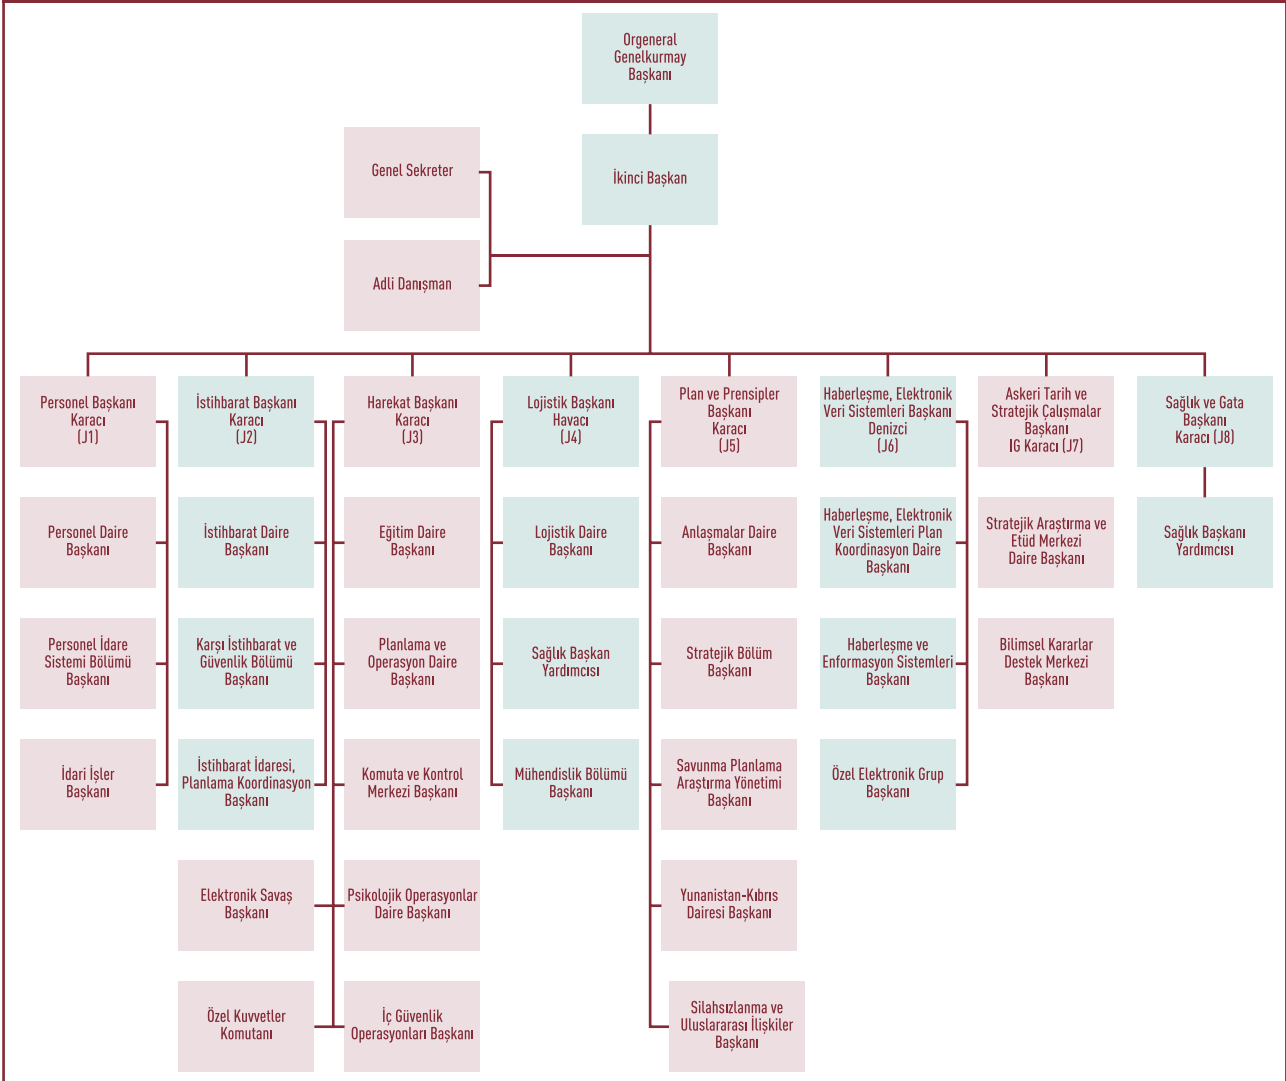 Orgeneral
Genelkurmay
Başkanı
İkinci Başkan
Genel Sekreter
Adli Danışman
Personel Başkanı
Karacı
(J1)
İstihbarat Başkanı
Karacı
(J2)
Harekat Başkanı
Karacı
(J3)
Lojistik Başkanı
Havacı
(J4)
Plan ve Prensipler
Başkanı
Karacı
(J5)
Haberleşme, Elektronik
Veri Sistemleri Başkanı
Denizci
(J6)
Askeri Tarih ve
Stratejik Çalışmalar
Başkanı
IG Karacı (J7)
Sağlık ve Gata
Başkanı
Karacı (J8)
Personel Daire
Başkanı
İstihbarat Daire
Başkanı
Eğitim Daire
Başkanı
Lojistik Daire
Başkanı
Anlaşmalar Daire
Başkanı
Haberleşme, Elektronik
Veri Sistemleri Plan
Koordinasyon Daire
Başkanı
Stratejik Araştırma ve
Etüd Merkezi
Daire Başkanı
Sağlık Başkanı
Yardımcısı
Personel İdare
Sistemi Bölümü
Başkanı
Karşı İstihbarat ve
Güvenlik Bölümü
Başkanı
Planlama ve
Operasyon Daire
Başkanı
Sağlık Başkan
Yardımcısı
Stratejik Bölüm
Başkanı
Haberleşme ve
Enformasyon Sistemleri
Başkanı
Bilimsel Kararlar
Destek Merkezi
Başkanı
İdari İşler
Başkanı
İstihbarat İdaresi,
Planlama Koordinasyon
Başkanı
Komuta ve Kontrol
Merkezi Başkanı
Mühendislik Bölümü
Başkanı
Savunma Planlama
Araştırma Yönetimi
Başkanı
Özel Elektronik Grup
Başkanı
Elektronik Savaş
Başkanı
Psikolojik Operasyonlar
Daire Başkanı
Yunanistan-Kıbrıs
Dairesi Başkanı
Özel Kuvvetler
Komutanı
İç Güvenlik
Operasyonları Başkanı
Silahsızlanma ve
Uluslararası İlişkiler
Başkanı